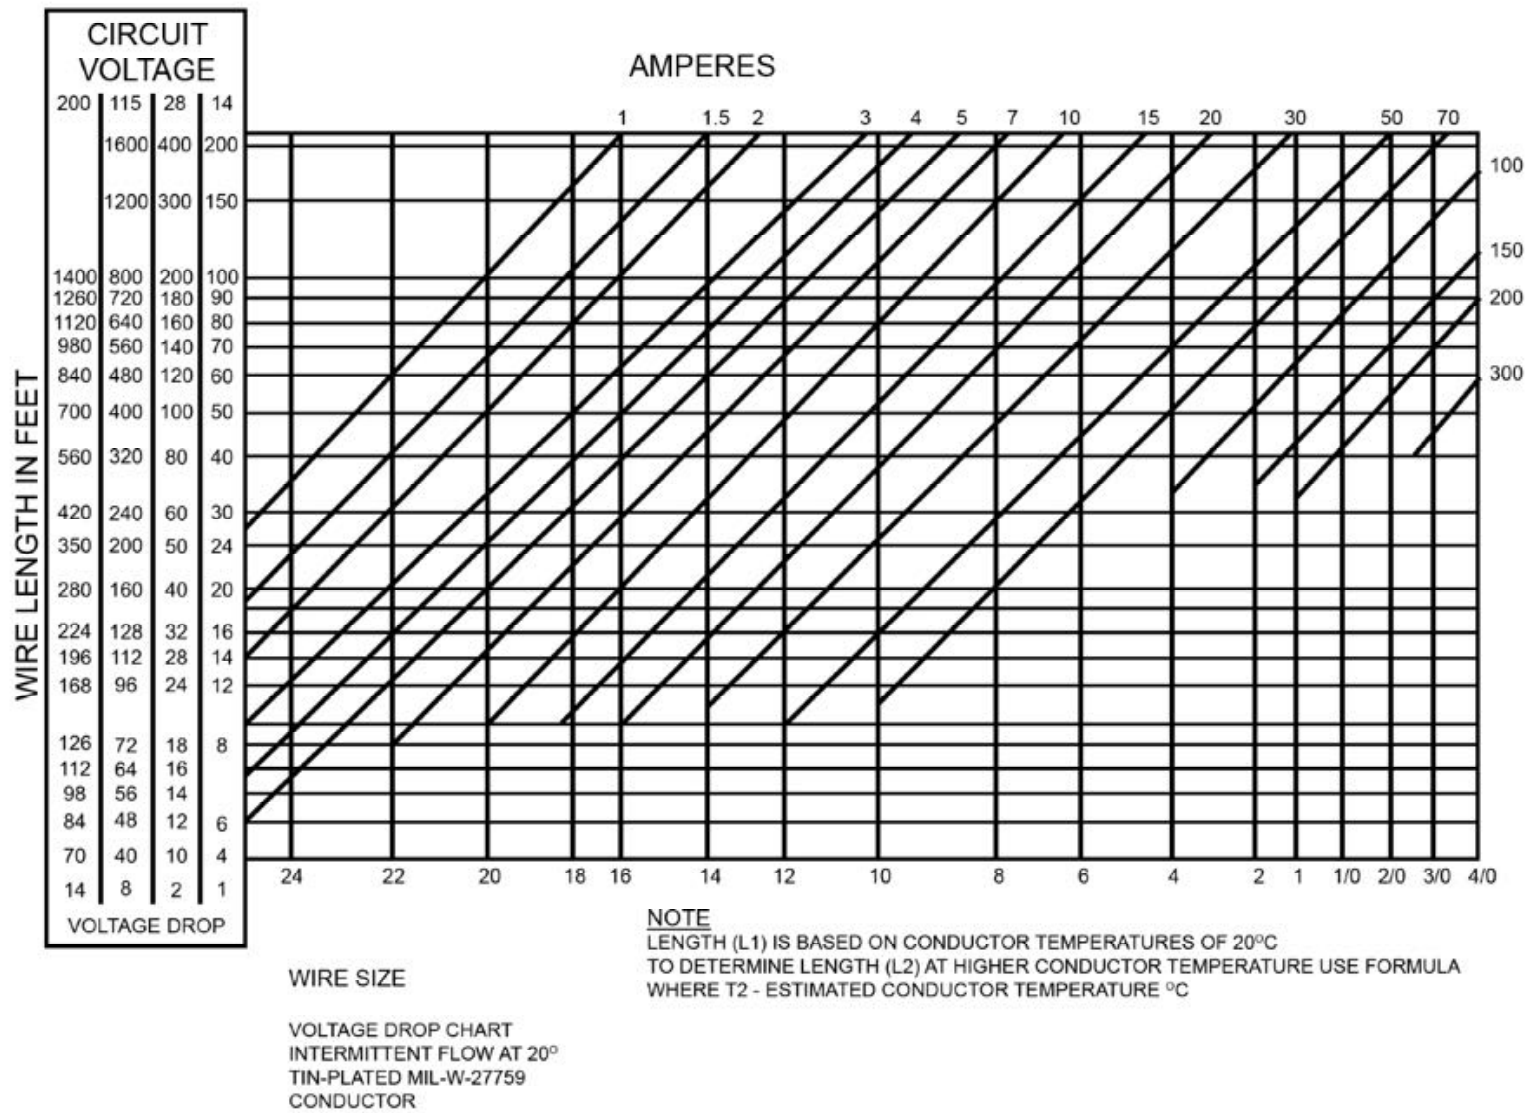 CIRCUIT
VOLTAGE
AMPERES
200 115 28 14
1 1.5 2 3 4 5 7 10 15 20 30 50 70
1600 400 200
100
1200 300 150
150
1400 800 200 100
1260 720 180 90
200
1120 640 160 80
980 560 140 70
840 480 120 60
300
700 400 100 50
560 320 80 40
420 240 60 30
350 200 50 24
280 160 40 20
224 128 32 16
196 112 28 14
168 96 24 12
126 72 18 8
112 64 16
98 56 14
84 48 12 6
70 40 10 4
14 8 2 1
VOLTAGE DROP
WIRE LENGTH IN FEET
24 22 20 18 16 14 12 10 8 6 4 2 1 1/0 2/0 3/0 4/0
NOTE
LENGTH (L1) IS BASED ON CONDUCTOR TEMPERATURES OF 20ºC
TO DETERMINE LENGTH (L2) AT HIGHER CONDUCTOR TEMPERATURE USE FORMULA
WHERE T2 - ESTIMATED CONDUCTOR TEMPERATURE ºC
WIRE SIZE
VOLTAGE DROP CHART
INTERMITTENT FLOW AT 20º
TIN-PLATED MIL-W-27759
CONDUCTOR